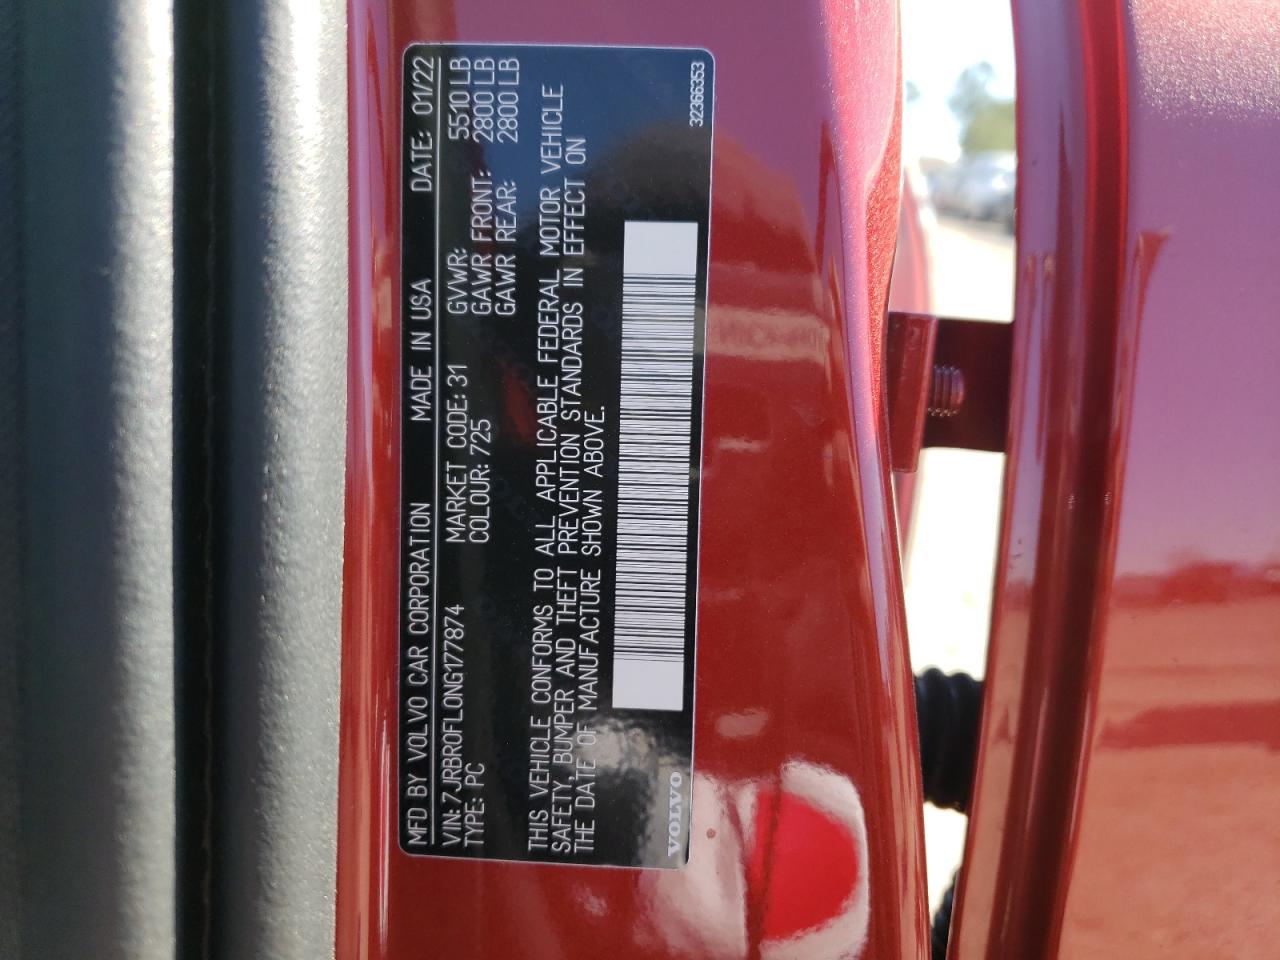 MFD BY VOLVO CAR CORPORATION MADE IN USA DATE: 01/22
VIN: 7JRBR0FL0NG177874 MARKET CODE: 31 GVWR: 5510 LB
TYPE: PC COLOUR: 725 GAWR FRONT: 2800 LB
GAWR REAR: 2800 LB
THIS VEHICLE CONFORMS TO ALL APPLICABLE FEDERAL MOTOR VEHICLE
SAFETY, BUMPER AND THEFT PREVENTION STANDARDS IN EFFECT ON
THE DATE OF MANUFACTURE SHOWN ABOVE.
VOLVO 32366353